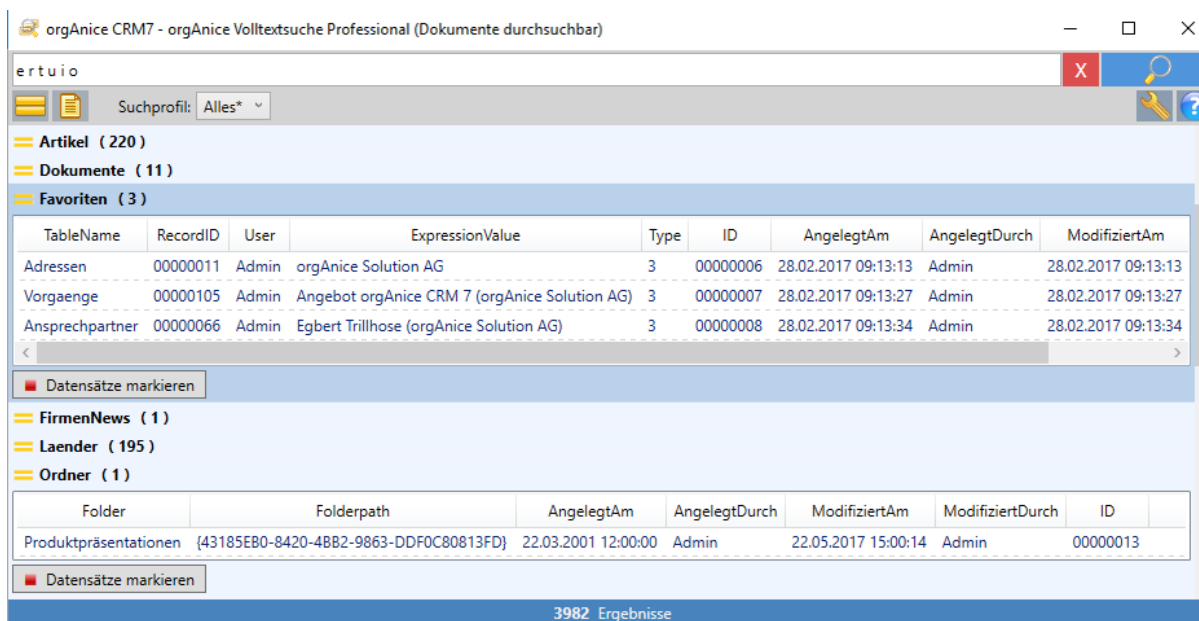 orgAnice CRM7 - orgAnice Volltextsuche Professional (Dokumente durchsuchbar)
e r t u i o X
Suchprofil: Alles* ?
Artikel ( 220 )
Dokumente ( 11 )
Favoriten ( 3 )
TableName RecordID User ExpressionValue Type ID AngelegtAm AngelegtDurch ModifiziertAm
Adressen 00000011 Admin orgAnice Solution AG 3 00000006 28.02.2017 09:13:13 Admin 28.02.2017 09:13:13
Vorgaenge 00000105 Admin Angebot orgAnice CRM 7 (orgAnice Solution AG) 3 00000007 28.02.2017 09:13:27 Admin 28.02.2017 09:13:27
Ansprechpartner 00000066 Admin Egbert Trillhose (orgAnice Solution AG) 3 00000008 28.02.2017 09:13:34 Admin 28.02.2017 09:13:34
Datensätze markieren
FirmenNews ( 1 )
Laender ( 195 )
Ordner ( 1 )
Folder Folderpath AngelegtAm AngelegtDurch ModifiziertAm ModifiziertDurch ID
Produktpräsentationen {43185EB0-8420-4BB2-9863-DDF0C80813FD} 22.03.2001 12:00:00 Admin 22.05.2017 15:00:14 Admin 00000013
Datensätze markieren
3982 Ergebnisse